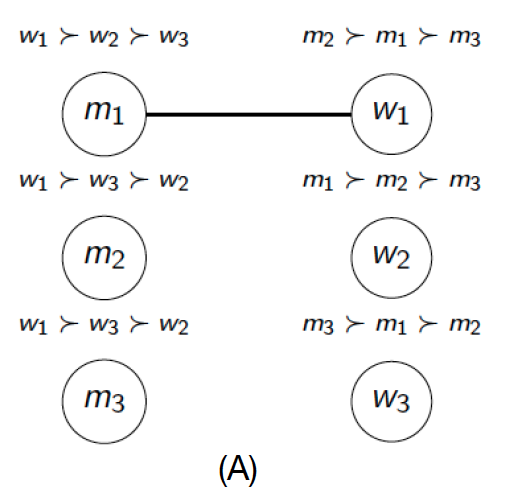 w₁ ≻ w₂ ≻ w₃ m₂ ≻ m₁ ≻ m₃
m₁ w₁
w₁ ≻ w₃ ≻ w₂ m₁ ≻ m₂ ≻ m₃
m₂ w₂
w₁ ≻ w₃ ≻ w₂ m₃ ≻ m₁ ≻ m₂
m₃ w₃
(A)